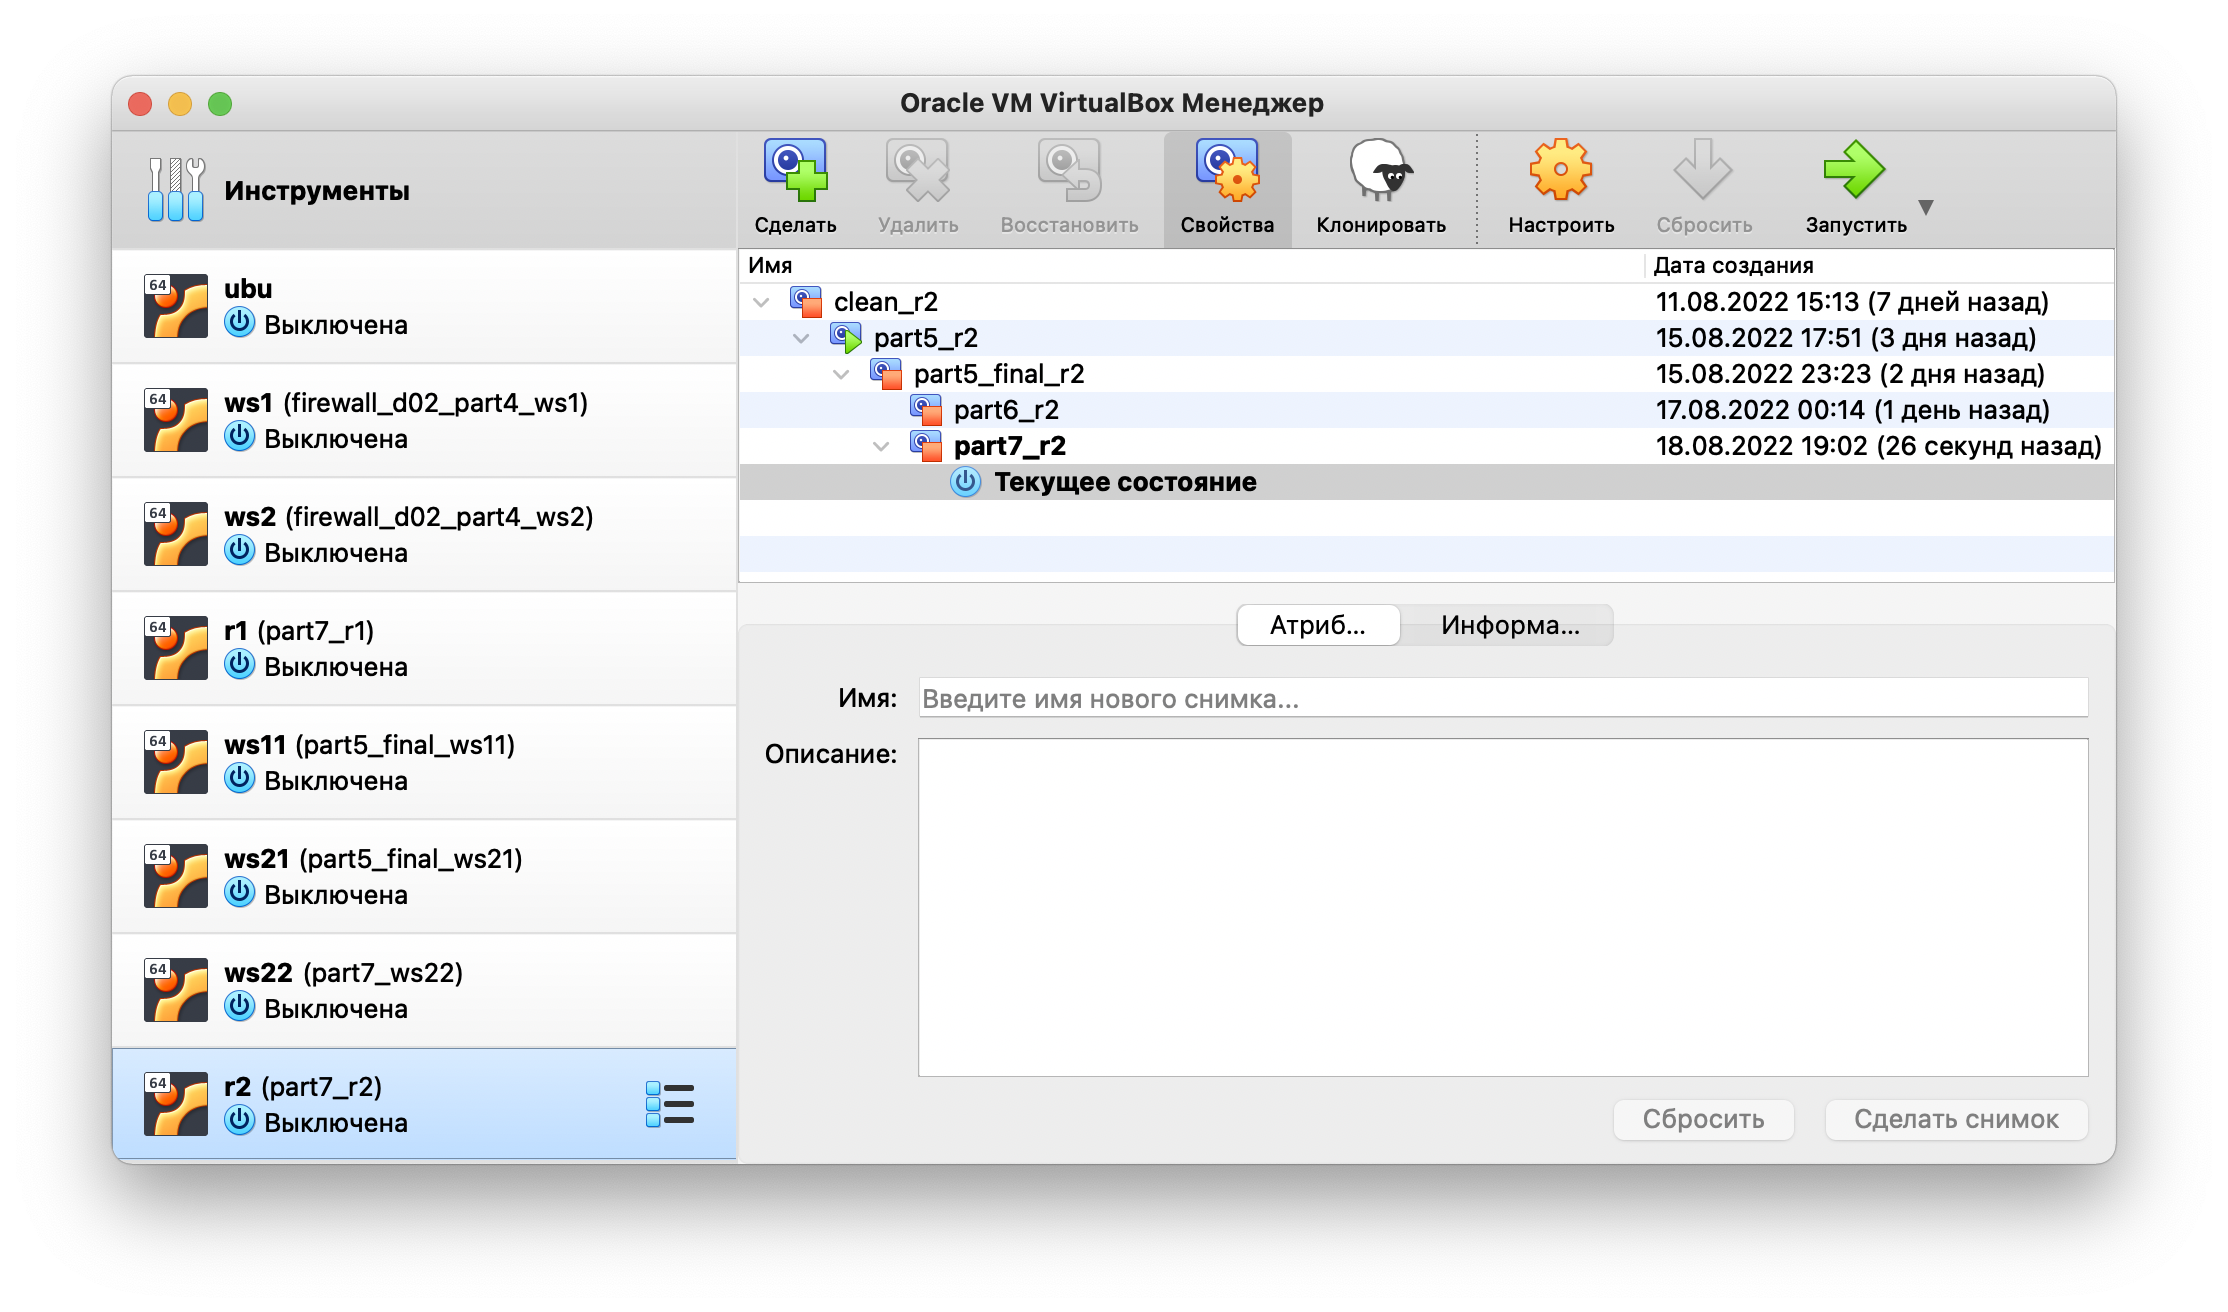 Oracle VM VirtualBox Менеджер
Инструменты
Сделать
Удалить
Восстановить
Свойства
Клонировать
Настроить
Сбросить
Запустить
64
ubu
Выключена
64
ws1 (firewall_d02_part4_ws1)
Выключена
64
ws2 (firewall_d02_part4_ws2)
Выключена
64
r1 (part7_r1)
Выключена
64
ws11 (part5_final_ws11)
Выключена
64
ws21 (part5_final_ws21)
Выключена
64
ws22 (part7_ws22)
Выключена
64
r2 (part7_r2)
Выключена
Имя Дата создания
clean_r2 11.08.2022 15:13 (7 дней назад)
part5_r2 15.08.2022 17:51 (3 дня назад)
part5_final_r2 15.08.2022 23:23 (2 дня назад)
part6_r2 17.08.2022 00:14 (1 день назад)
part7_r2 18.08.2022 19:02 (26 секунд назад)
Текущее состояние
Атриб... Информа...
Имя: Введите имя нового снимка...
Описание:
Сбросить Сделать снимок